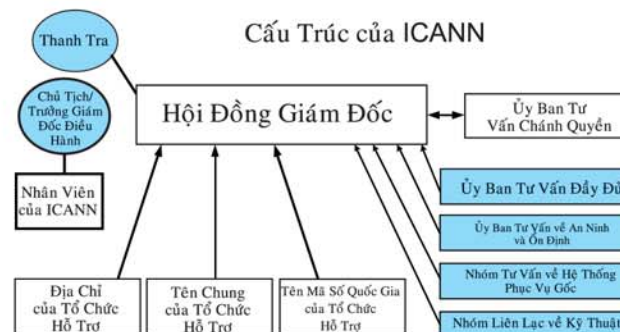 Cấu Trúc của ICANN
Thanh Tra
Chủ Tịch/
Trưởng Giám
Đốc Điều
Hành
Hội Đồng Giám Đốc
Ủy Ban Tư
Vấn Chánh Quyền
Nhân Viên
của ICANN
Ủy Ban Tư Vấn Đầy Đủ
Ủy Ban Tư Vấn về An Ninh
và Ổn Định
Nhóm Tư Vấn về Hệ Thống
Phục Vụ Gốc
Nhóm Liên Lạc về Kỹ Thuật
Địa Chỉ
của Tổ Chức
Hỗ Trợ
Tên Chung
của Tổ Chức
Hỗ Trợ
Tên Mã Số Quốc Gia
của Tổ Chức
Hỗ Trợ